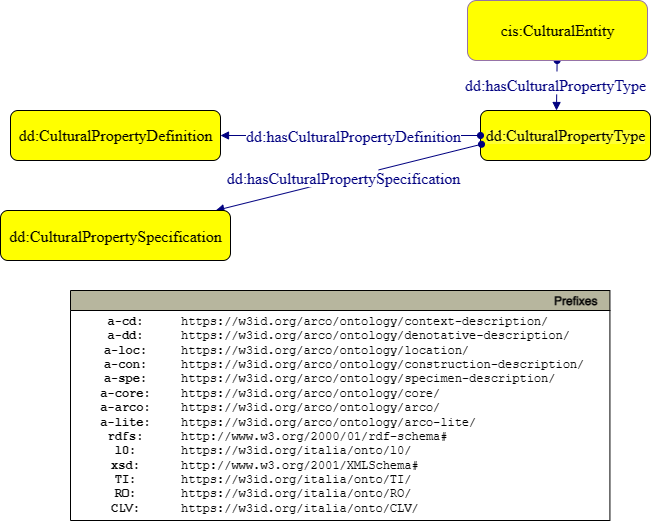 cis:CulturalEntity
dd:hasCulturalPropertyType
dd:CulturalPropertyDefinition
dd:hasCulturalPropertyDefinition
dd:CulturalPropertyType
dd:hasCulturalPropertySpecification
dd:CulturalPropertySpecification
Prefixes
a-cd: https://w3id.org/arco/ontology/context-description/
a-dd: https://w3id.org/arco/ontology/denotative-description/
a-loc: https://w3id.org/arco/ontology/location/
a-con: https://w3id.org/arco/ontology/construction-description/
a-spe: https://w3id.org/arco/ontology/specimen-description/
a-core: https://w3id.org/arco/ontology/core/
a-arco: https://w3id.org/arco/ontology/arco/
a-lite: https://w3id.org/arco/ontology/arco-lite/
rdfs: http://www.w3.org/2000/01/rdf-schema#
l0: https://w3id.org/italia/onto/l0/
xsd: http://www.w3.org/2001/XMLSchema#
TI: https://w3id.org/italia/onto/TI/
RO: https://w3id.org/italia/onto/RO/
CLV: https://w3id.org/italia/onto/CLV/